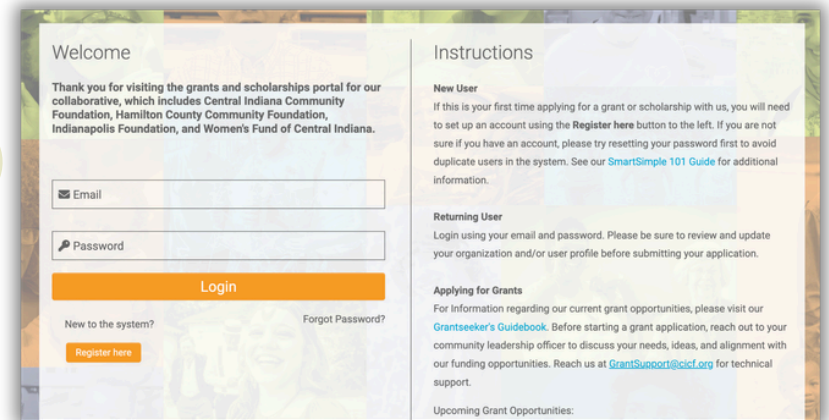 Welcome
Thank you for visiting the grants and scholarships portal for our
collaborative, which includes Central Indiana Community
Foundation, Hamilton County Community Foundation,
Indianapolis Foundation, and Women's Fund of Central Indiana.
Email
Password
Login
New to the system?
Forgot Password?
Register here
Instructions
New User
If this is your first time applying for a grant or scholarship with us, you will need
to set up an account using the Register here button to the left. If you are not
sure if you have an account, please try resetting your password first to avoid
duplicate users in the system. See our SmartSimple 101 Guide for additional
information.
Returning User
Login using your email and password. Please be sure to review and update
your organization and/or user profile before submitting your application.
Applying for Grants
For Information regarding our current grant opportunities, please visit our
Grantseeker's Guidebook. Before starting a grant application, reach out to your
community leadership officer to discuss your needs, ideas, and alignment with
our funding opportunities. Reach us at GrantSupport@cicf.org for technical
support.
Upcoming Grant Opportunities: